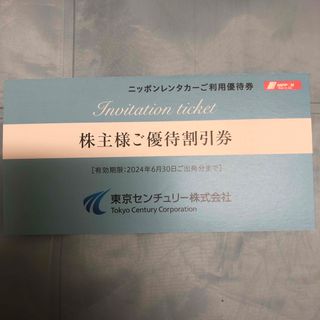 ニッポンレンタカーご利用優待券
Invitation ticket
株主様ご優待割引券
[有効期限:2024年6月30日ご出発分まで]
東京センチュリー株式会社
Tokyo Century Corporation